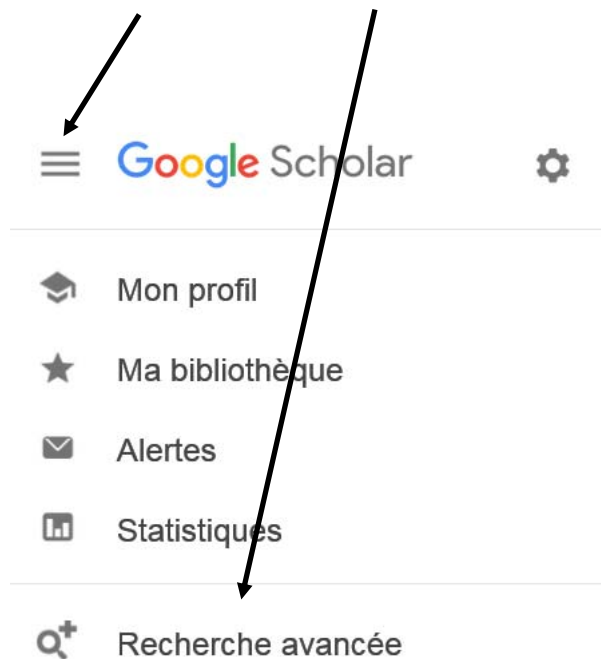 Google Scholar
Mon profil
Ma bibliothèque
Alertes
Statistiques
Recherche avancée